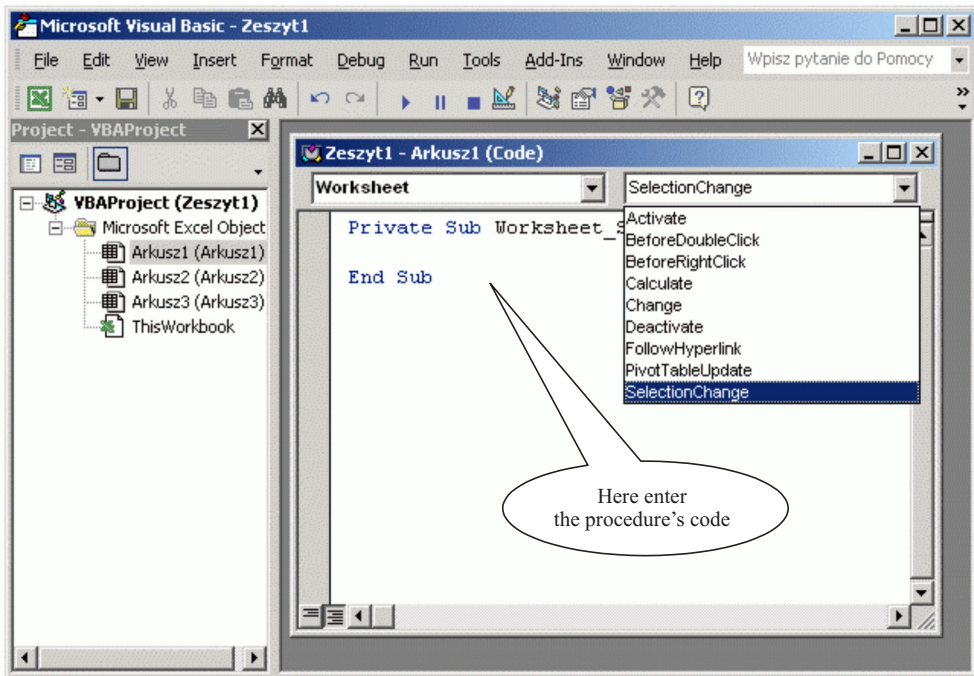 Microsoft Visual Basic - Zeszyt1
File Edit View Insert Format Debug Run Tools Add-Ins Window Help Wpisz pytanie do Pomocy
Project - VBAProject
VBAProject (Zeszyt1)
Microsoft Excel Object
Arkusz1 (Arkusz1)
Arkusz2 (Arkusz2)
Arkusz3 (Arkusz3)
ThisWorkbook
Zeszyt1 - Arkusz1 (Code)
Worksheet SelectionChange
Private Sub Worksheet_S
End Sub
Activate
BeforeDoubleClick
BeforeRightClick
Calculate
Change
Deactivate
FollowHyperlink
PivotTableUpdate
SelectionChange
Here enter
the procedure's code